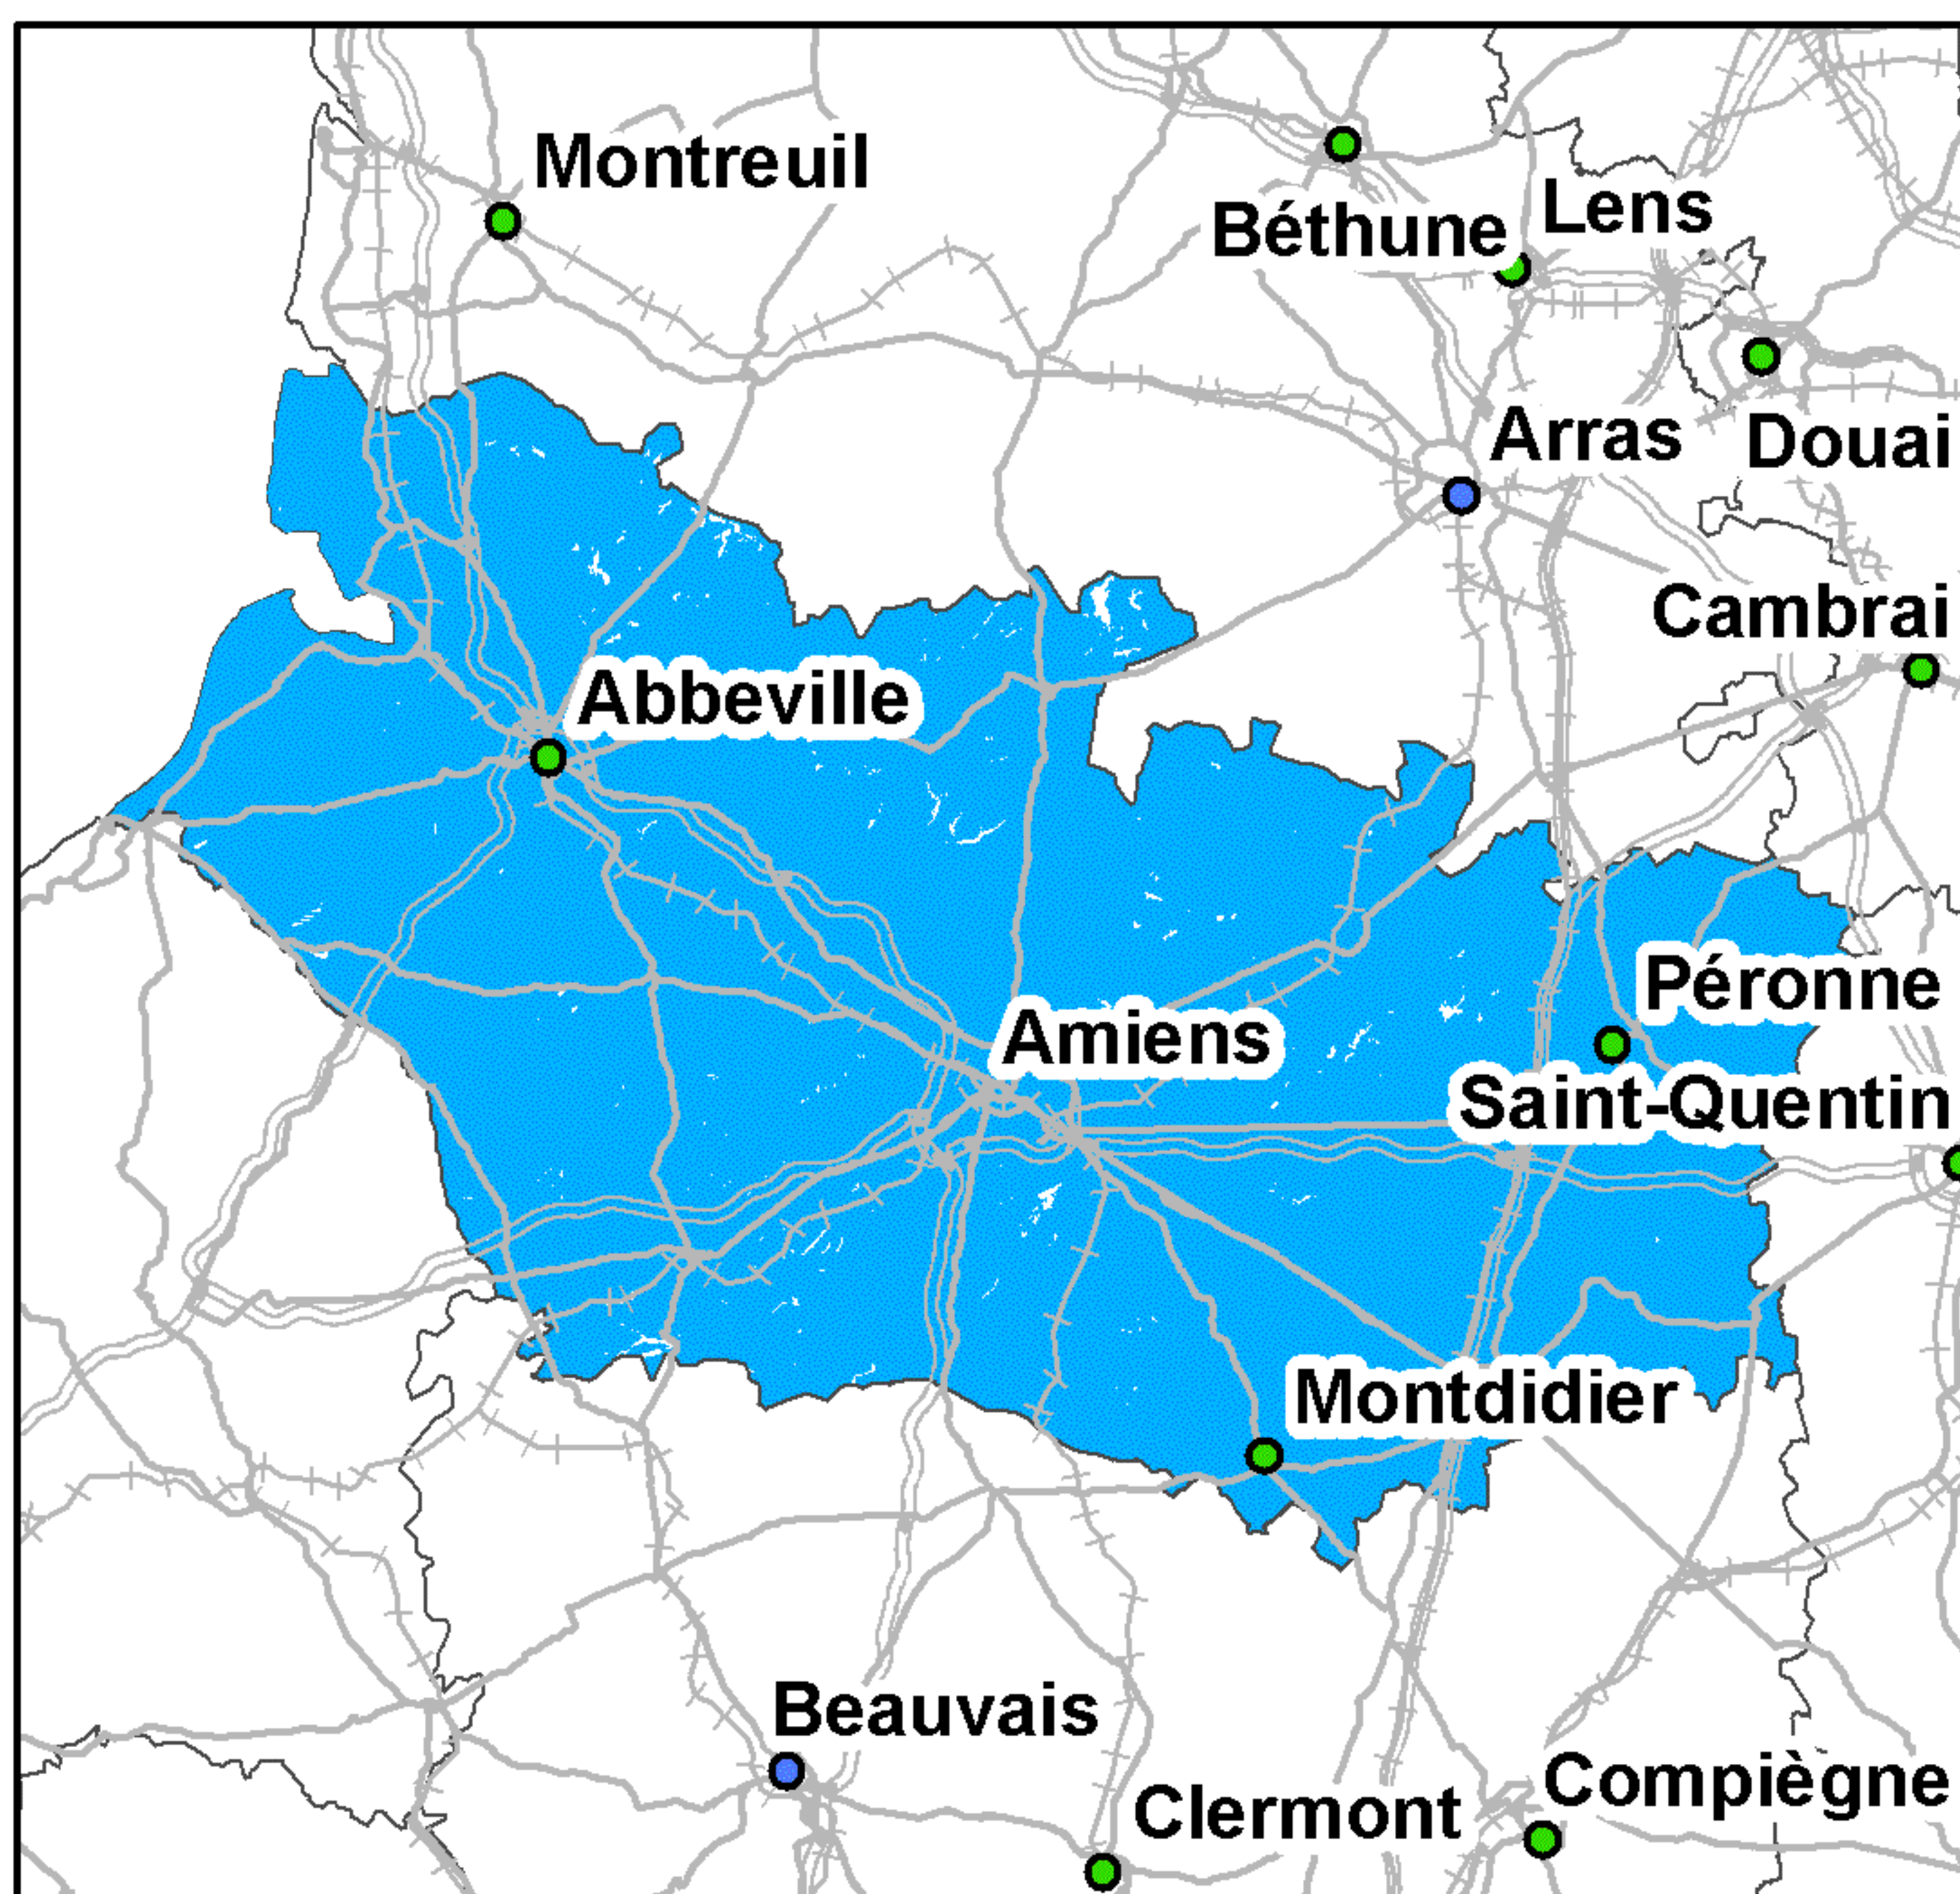 Montreuil
Lens
Béthune
Arras
Douai
Cambrai
Abbeville
Péronne
Amiens
Saint-Quentin
Montdidier
Beauvais
Compiègne
Clermont